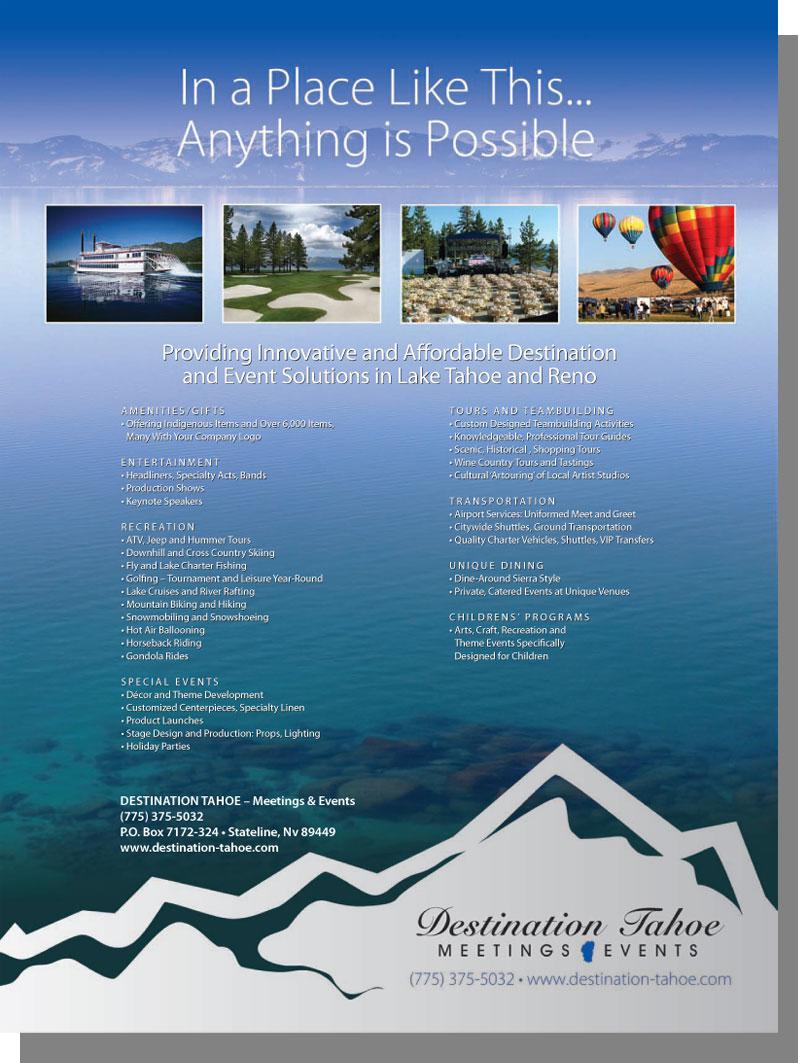 In a Place Like This...
Anything is Possible
Providing Innovative and Affordable Destination
and Event Solutions in Lake Tahoe and Reno
AMENITIES/GIFTS
• Offering Indigenous Items and Over 6,000 Items,
Many With Your Company Logo
ENTERTAINMENT
• Headliners, Specialty Acts, Bands
• Production Shows
• Keynote Speakers
RECREATION
• ATV, Jeep and Hummer Tours
• Downhill and Cross Country Skiing
• Fly and Lake Charter Fishing
• Golfing – Tournament and Leisure Year-Round
• Lake Cruises and River Rafting
• Mountain Biking and Hiking
• Snowmobiling and Snowshoeing
• Hot Air Ballooning
• Horseback Riding
• Gondola Rides
SPECIAL EVENTS
• Décor and Theme Development
• Customized Centerpieces, Specialty Linen
• Product Launches
• Stage Design and Production: Props, Lighting
• Holiday Parties
TOURS AND TEAMBUILDING
• Custom Designed Teambuilding Activities
• Knowledgeable, Professional Tour Guides
• Scenic, Historical , Shopping Tours
• Wine Country Tours and Tastings
• Cultural 'Artouring' of Local Artist Studios
TRANSPORTATION
• Airport Services: Uniformed Meet and Greet
• Citywide Shuttles, Ground Transportation
• Quality Charter Vehicles, Shuttles, VIP Transfers
UNIQUE DINING
• Dine-Around Sierra Style
• Private, Catered Events at Unique Venues
CHILDRENS' PROGRAMS
• Arts, Craft, Recreation and
Theme Events Specifically
Designed for Children
DESTINATION TAHOE – Meetings & Events
(775) 375-5032
P.O. Box 7172-324 • Stateline, Nv 89449
www.destination-tahoe.com
Destination Tahoe
MEETINGS EVENTS
(775) 375-5032 • www.destination-tahoe.com